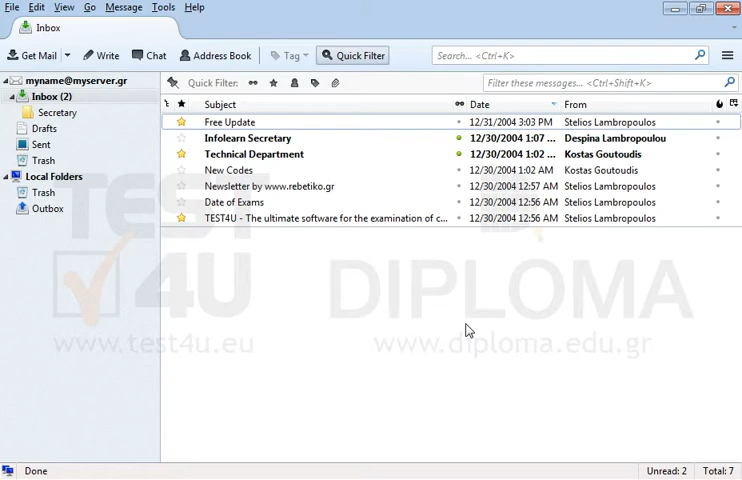 File Edit View Go Message Tools Help
Inbox
Get Mail Write Chat Address Book Tag Quick Filter Search... <Ctrl+K>
myname@myserver.gr
Inbox (2)
Secretary
Drafts
Sent
Trash
Local Folders
Trash
Outbox
Quick Filter: Filter these messages... <Ctrl+Shift+K>
Subject Date From
Free Update 12/31/2004 3:03 PM Stelios Lambropoulos
Infolearn Secretary 12/30/2004 1:07 ... Despina Lambropoulou
Technical Department 12/30/2004 1:02 ... Kostas Goutoudis
New Codes 12/30/2004 1:02 AM Kostas Goutoudis
Newsletter by www.rebetiko.gr 12/30/2004 12:57 AM Stelios Lambropoulos
Date of Exams 12/30/2004 12:56 AM Stelios Lambropoulos
TEST4U - The ultimate software for the examination of c... 12/30/2004 12:56 AM Stelios Lambropoulos
TEST
4U DIPLOMA
www.test4u.eu www.diploma.edu.gr
Done Unread: 2 Total: 7